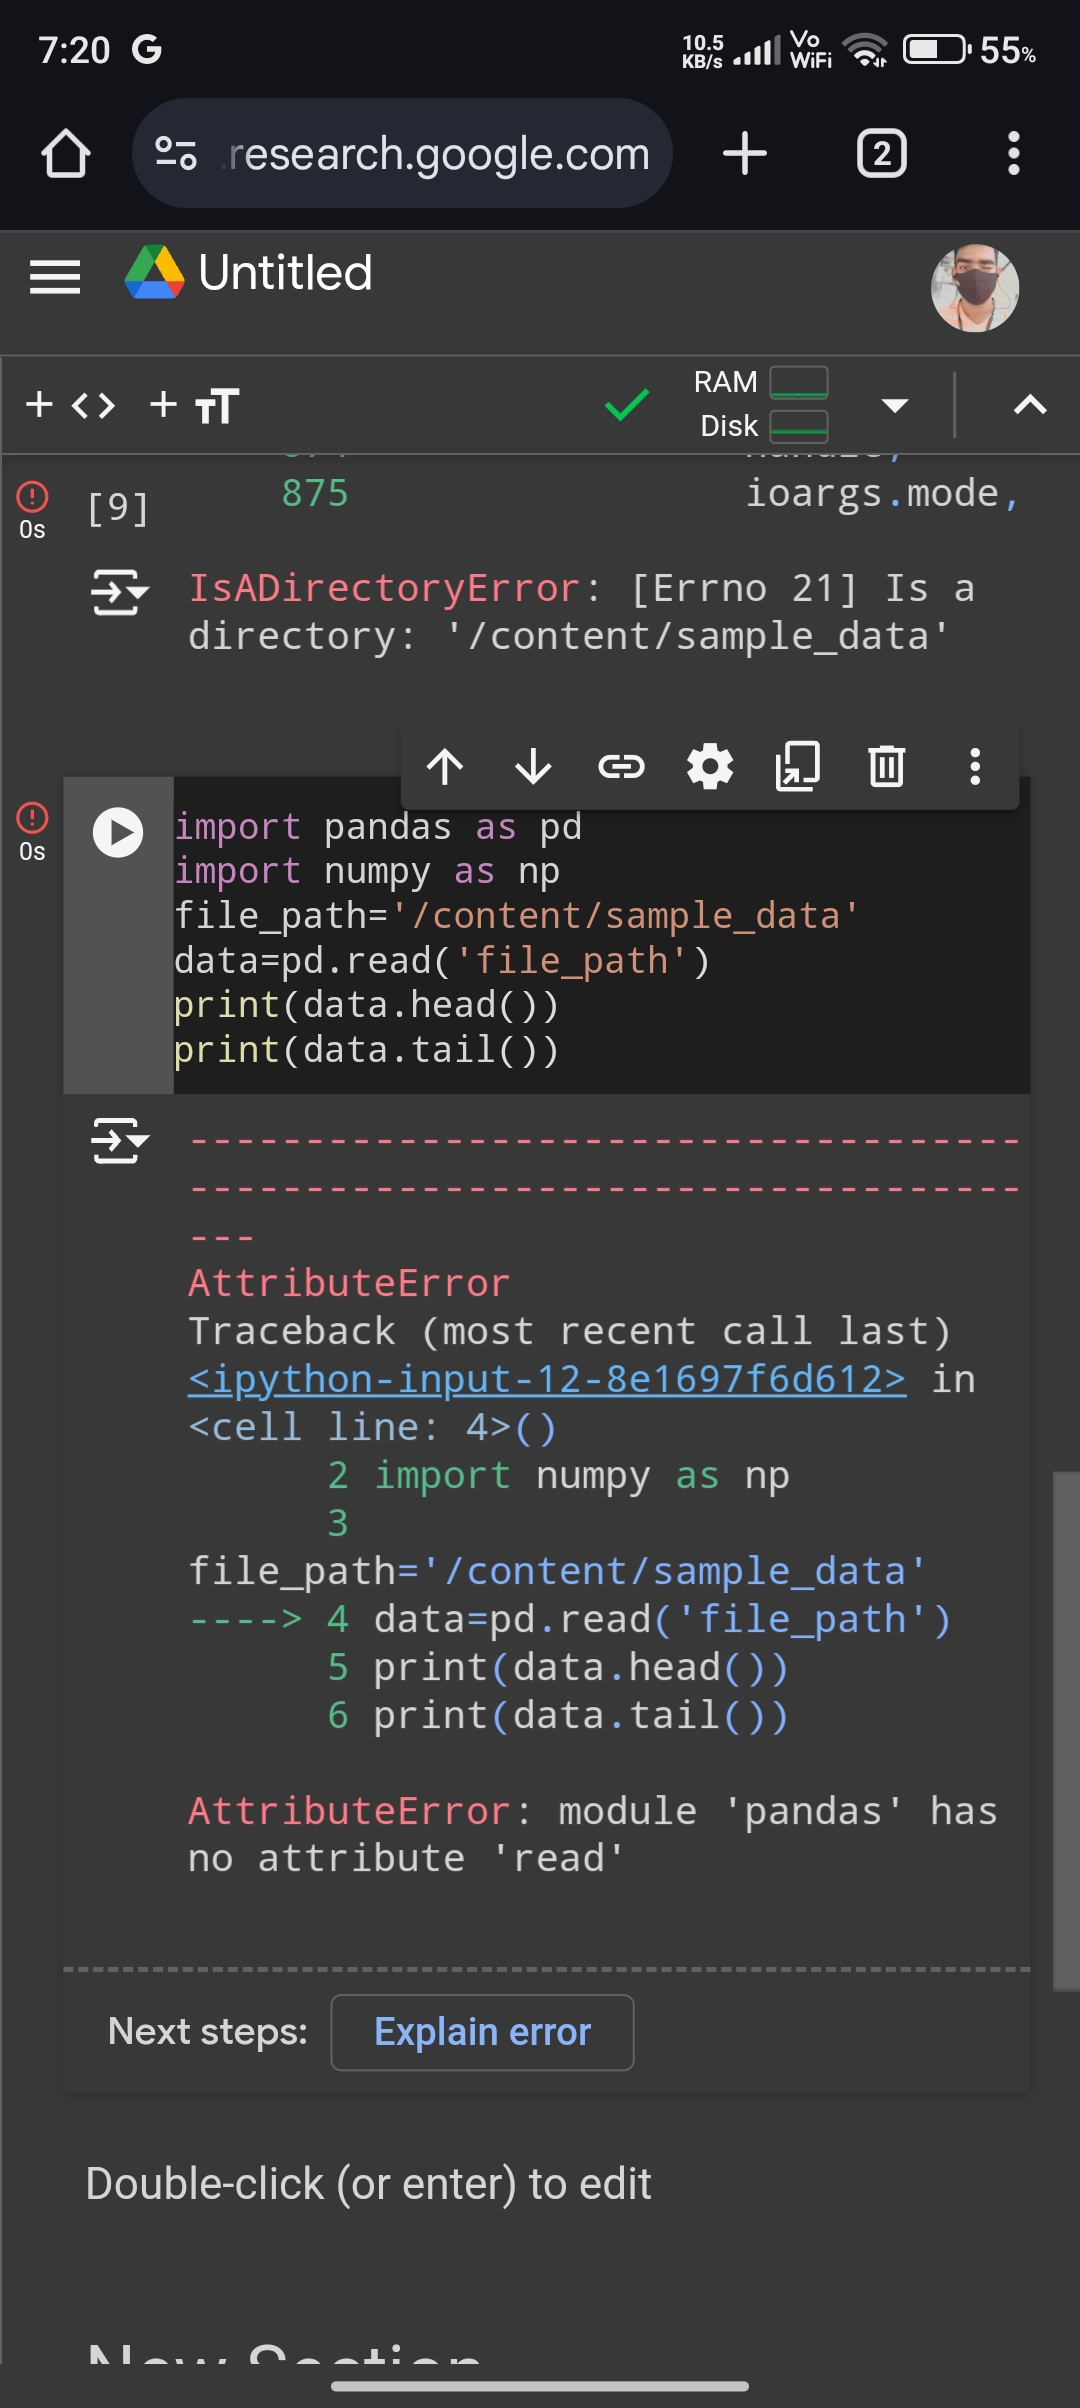 7:20 G 10.5 KB/s Vo WiFi 55%
.research.google.com 2
Untitled
+ <> + TT RAM
Disk
[9] 875 ioargs.mode,
0s
IsADirectoryError: [Errno 21] Is a
directory: '/content/sample_data'
0s
import pandas as pd
import numpy as np
file_path='/content/sample_data'
data=pd.read('file_path')
print(data.head())
print(data.tail())
------------------------------------
------------------------------------
---
AttributeError
Traceback (most recent call last)
<ipython-input-12-8e1697f6d612> in
<cell line: 4>()
2 import numpy as np
3
file_path='/content/sample_data'
----> 4 data=pd.read('file_path')
5 print(data.head())
6 print(data.tail())
AttributeError: module 'pandas' has
no attribute 'read'
Next steps: Explain error
Double-click (or enter) to edit
New Section